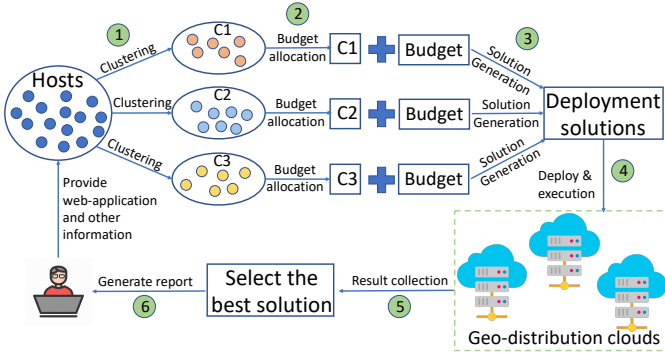 1
2
3
Clustering
C1
Budget
allocation
C1
Budget
Solution
Generation
Hosts
Clustering
C2
Budget
allocation
C2
Budget
Solution
Generation
Deployment
solutions
Clustering
C3
Budget
allocation
C3
Budget
Solution
Generation
Provide
web-application
and other
information
Deploy &
execution
4
Generate report
6
Select the
best solution
Result collection
5
Geo-distribution clouds